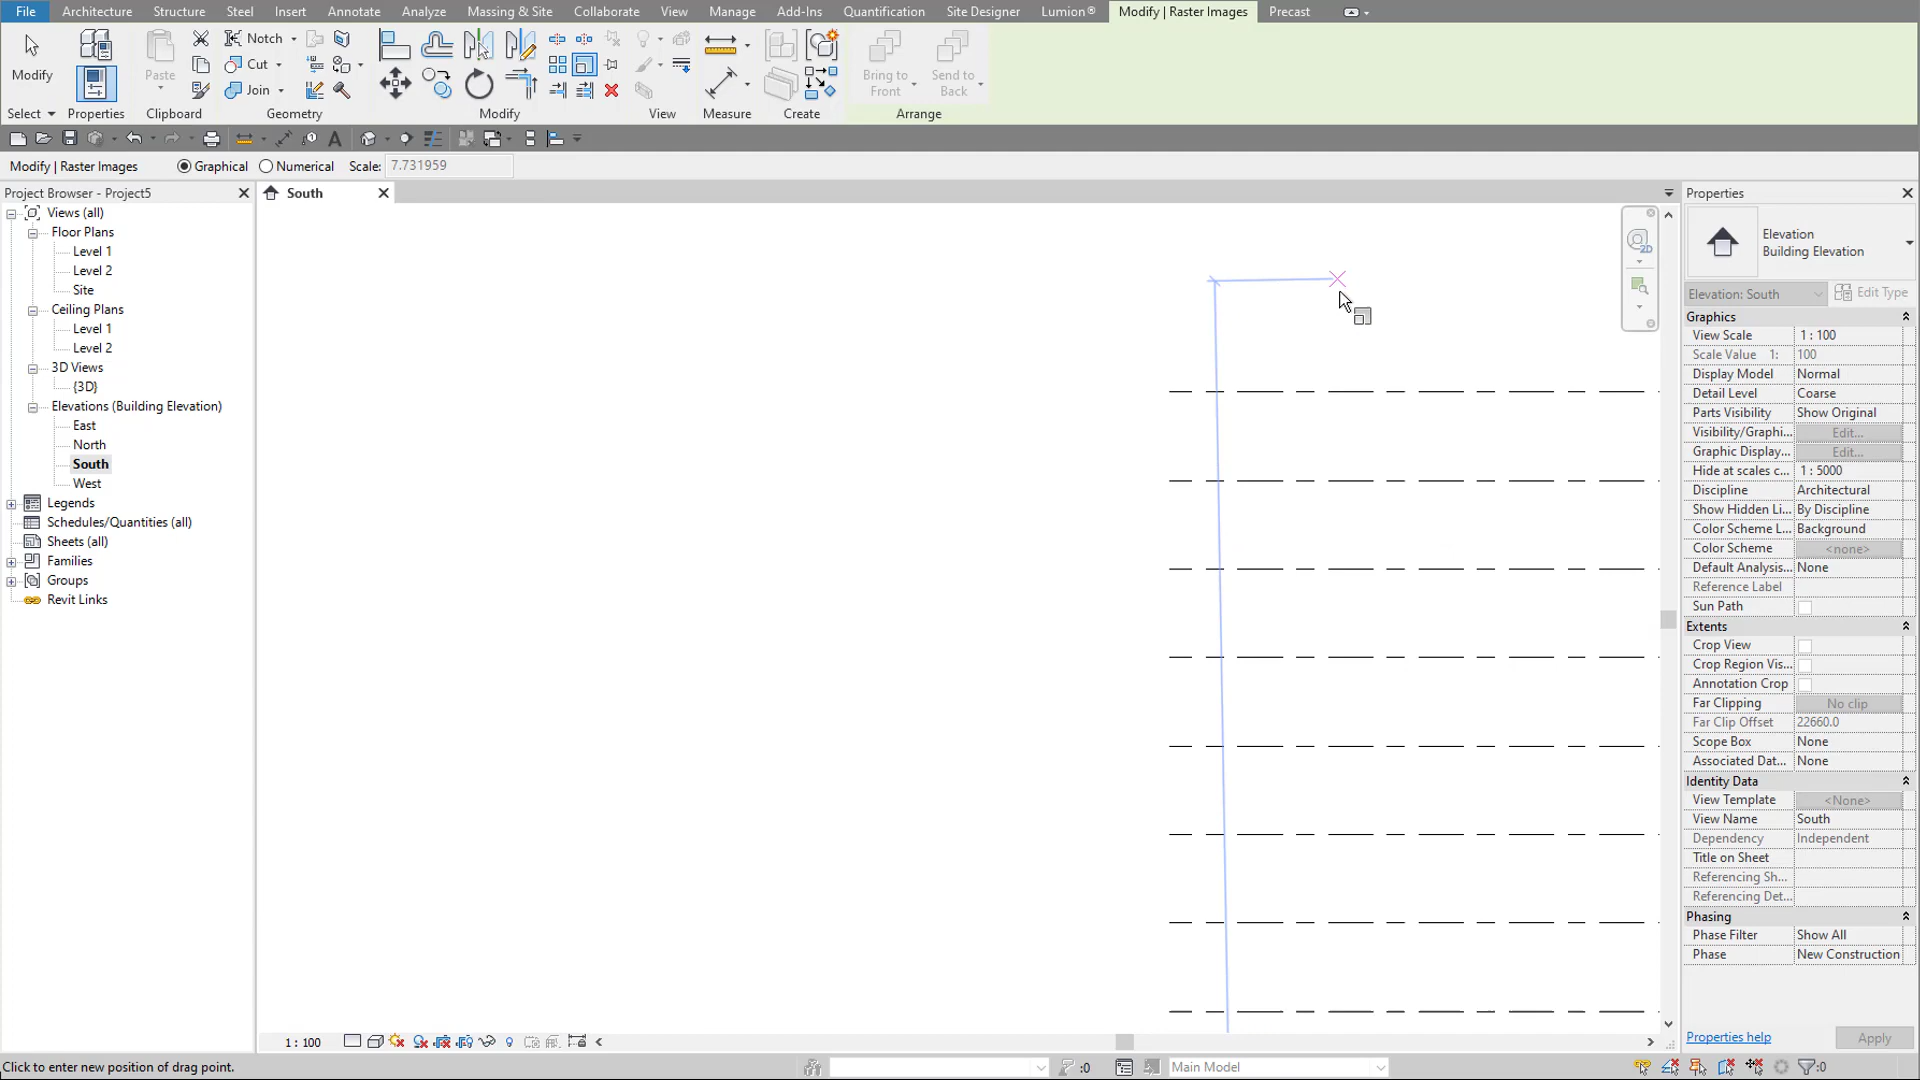 File Architecture Structure Steel Insert Annotate Analyze Massing & Site Collaborate View Manage Add-Ins Quantification Site Designer Lumion® Modify | Raster Images Precast
Notch
Cut
Join
Modify
Paste
Bring to Front
Send to Back
Select Properties Clipboard Geometry Modify View Measure Create Arrange
Modify | Raster Images Graphical Numerical Scale: 7.731959
Project Browser - Project5
South
Properties
Views (all)
Floor Plans
Level 1
Level 2
Site
Ceiling Plans
Level 1
Level 2
3D Views
{3D}
Elevations (Building Elevation)
East
North
South
West
Legends
Schedules/Quantities (all)
Sheets (all)
Families
Groups
Revit Links
2D
Elevation
Building Elevation
Elevation: South Edit Type
Graphics
View Scale 1 : 100
Scale Value 1: 100
Display Model Normal
Detail Level Coarse
Parts Visibility Show Original
Visibility/Graphi... Edit...
Graphic Display... Edit...
Hide at scales c... 1 : 5000
Discipline Architectural
Show Hidden Li... By Discipline
Color Scheme L... Background
Color Scheme <none>
Default Analysis... None
Reference Label
Sun Path
Extents
Crop View
Crop Region Vis...
Annotation Crop
Far Clipping No clip
Far Clip Offset 22660.0
Scope Box None
Associated Dat... None
Identity Data
View Template <None>
View Name South
Dependency Independent
Title on Sheet
Referencing Sh...
Referencing Det...
Phasing
Phase Filter Show All
Phase New Construction
Properties help Apply
1 : 100
Click to enter new position of drag point.
:0
Main Model
:0